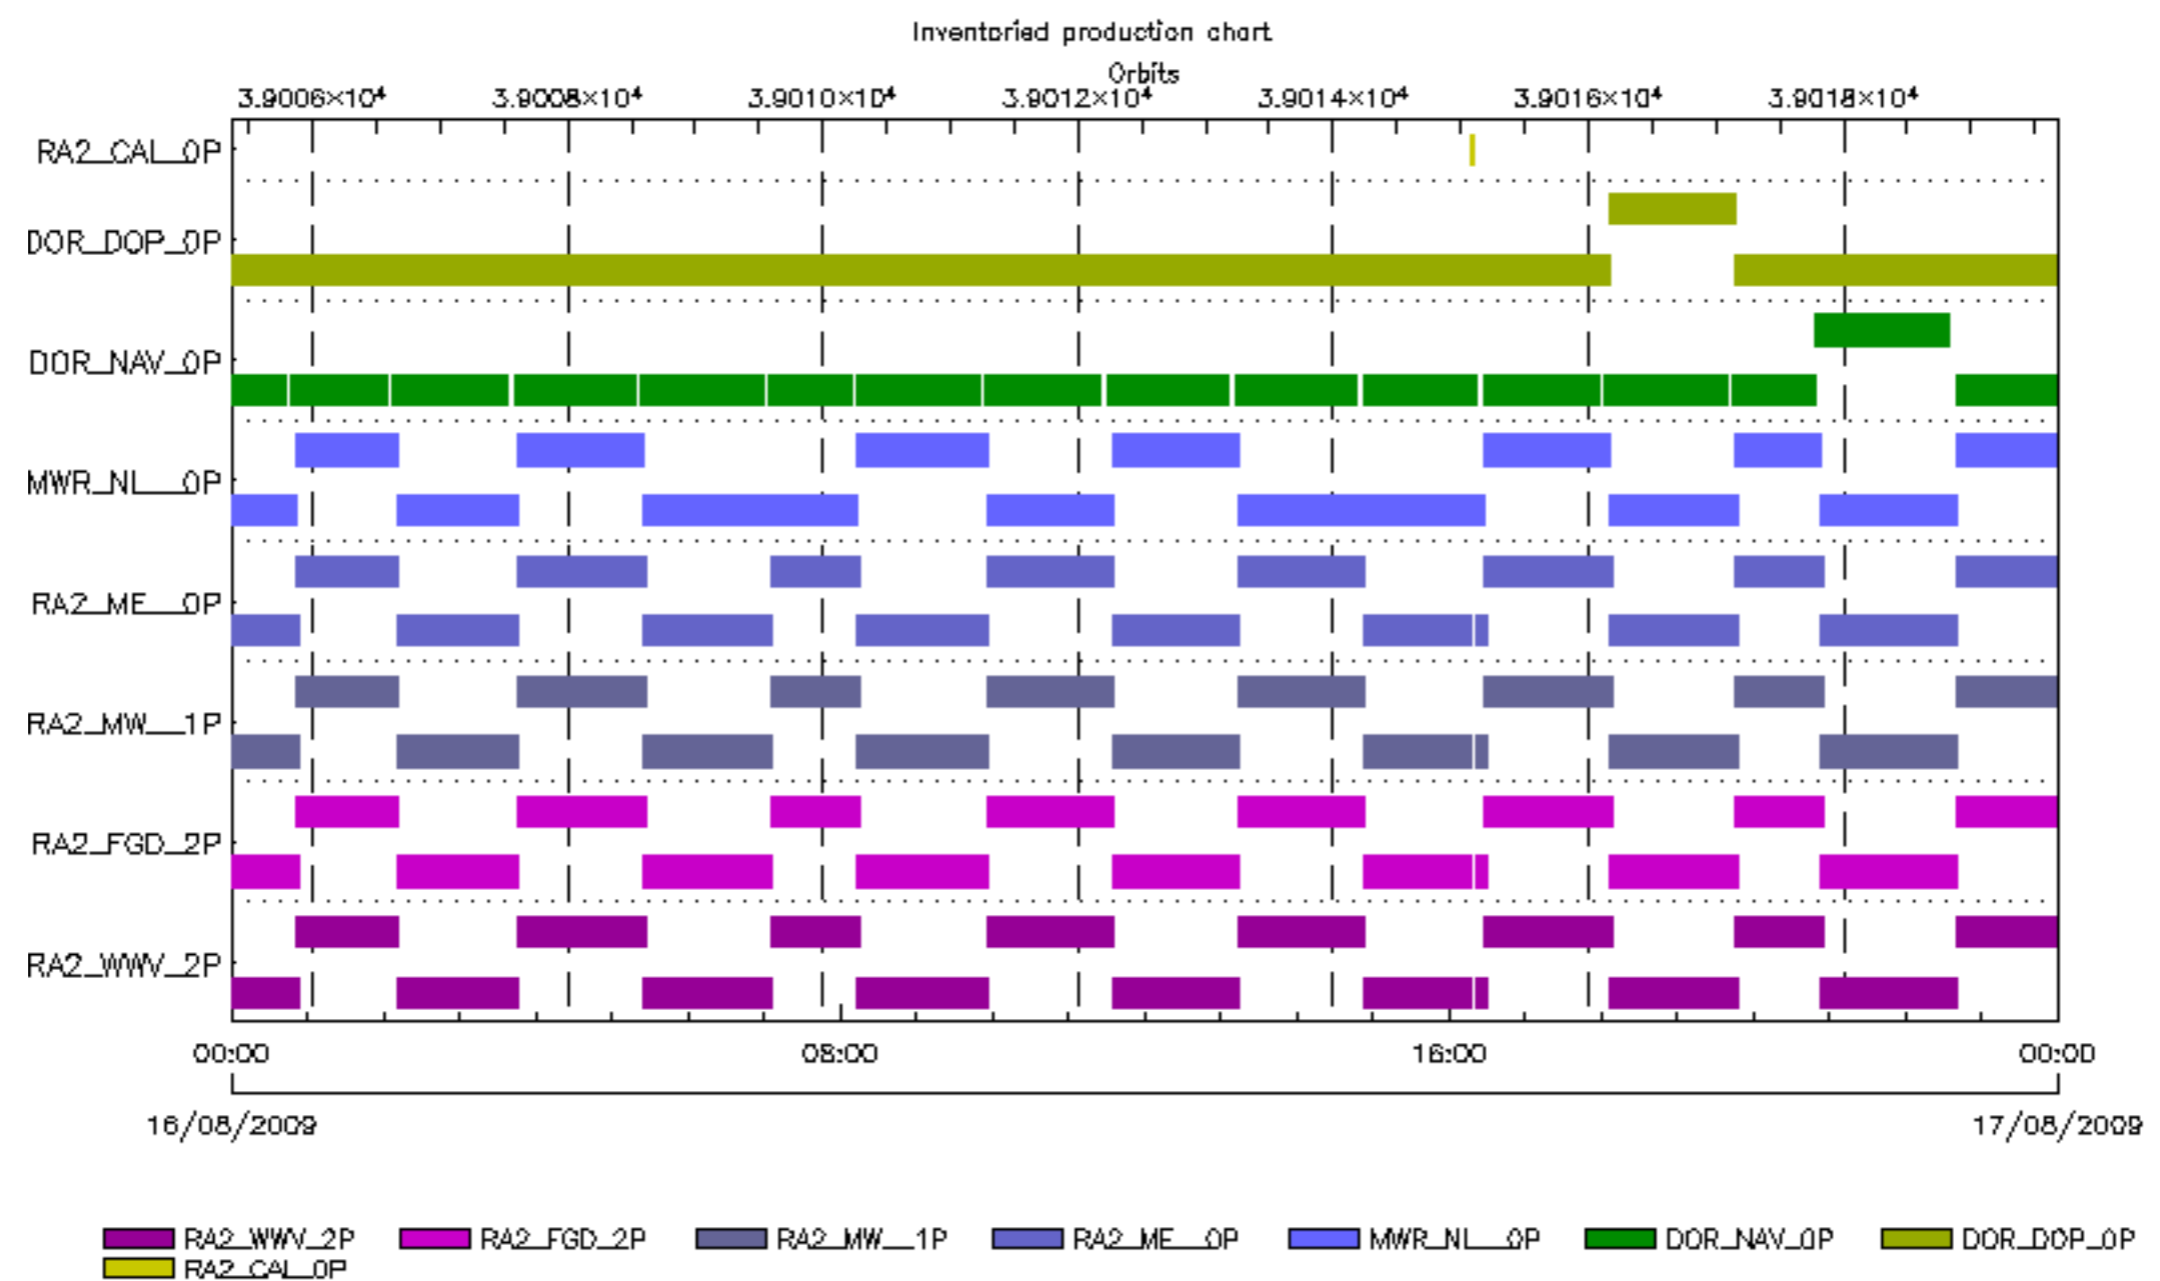 Inventoried production chart
Orbits
3.9006×10⁴ 3.9008×10⁴ 3.9010×10⁴ 3.9012×10⁴ 3.9014×10⁴ 3.9016×10⁴ 3.9018×10⁴
RA2_CAL_0P
DOR_DOP_0P
DOR_NAV_0P
MWR_NL__0P
RA2_ME__0P
RA2_MW__1P
RA2_FGD_2P
RA2_WWV_2P
00:00 08:00 16:00 00:00
16/08/2009 17/08/2009
RA2_WWV_2P RA2_FGD_2P RA2_MW__1P RA2_ME__0P MWR_NL__0P DOR_NAV_0P DOR_DOP_0P
RA2_CAL_0P